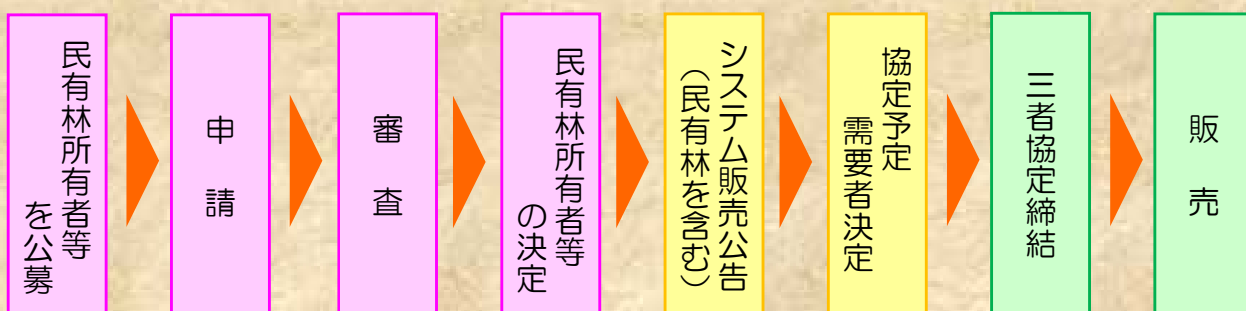 民有林所有者等
を公募
申請
審査
民有林所有者等
の決定
システム販売公告
（民有林を含む）
協定予定
需要者決定
三者協定締結
販売